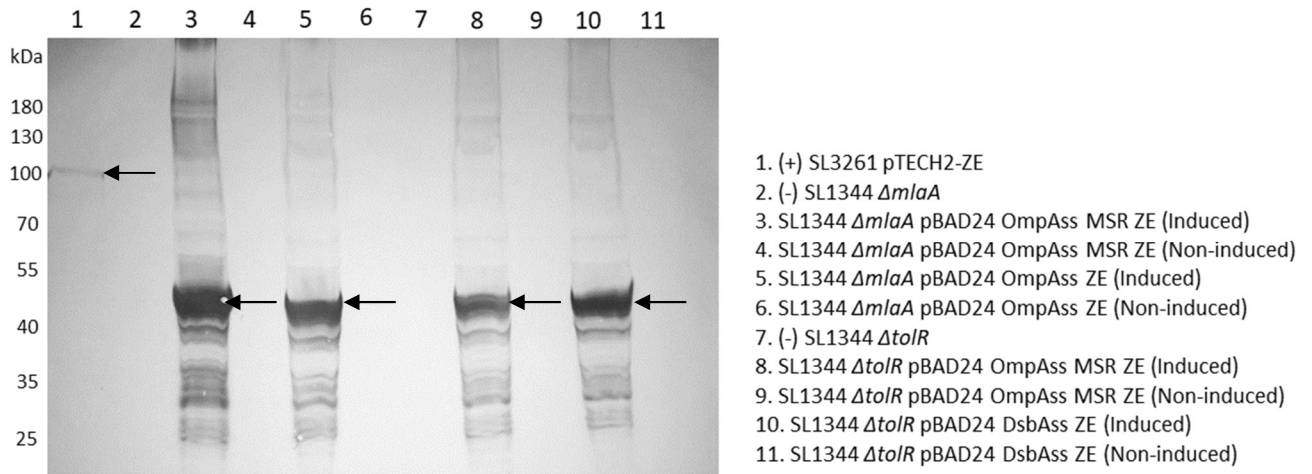 1 2 3 4 5 6 7 8 9 10 11
kDa
180
130
100
70
55
40
35
25
1. (+) SL3261 pTECH2-ZE
2. (-) SL1344 ΔmlaA
3. SL1344 ΔmlaA pBAD24 OmpAss MSR ZE (Induced)
4. SL1344 ΔmlaA pBAD24 OmpAss MSR ZE (Non-induced)
5. SL1344 ΔmlaA pBAD24 OmpAss ZE (Induced)
6. SL1344 ΔmlaA pBAD24 OmpAss ZE (Non-induced)
7. (-) SL1344 ΔtolR
8. SL1344 ΔtolR pBAD24 OmpAss MSR ZE (Induced)
9. SL1344 ΔtolR pBAD24 OmpAss MSR ZE (Non-induced)
10. SL1344 ΔtolR pBAD24 DsbAss ZE (Induced)
11. SL1344 ΔtolR pBAD24 DsbAss ZE (Non-induced)